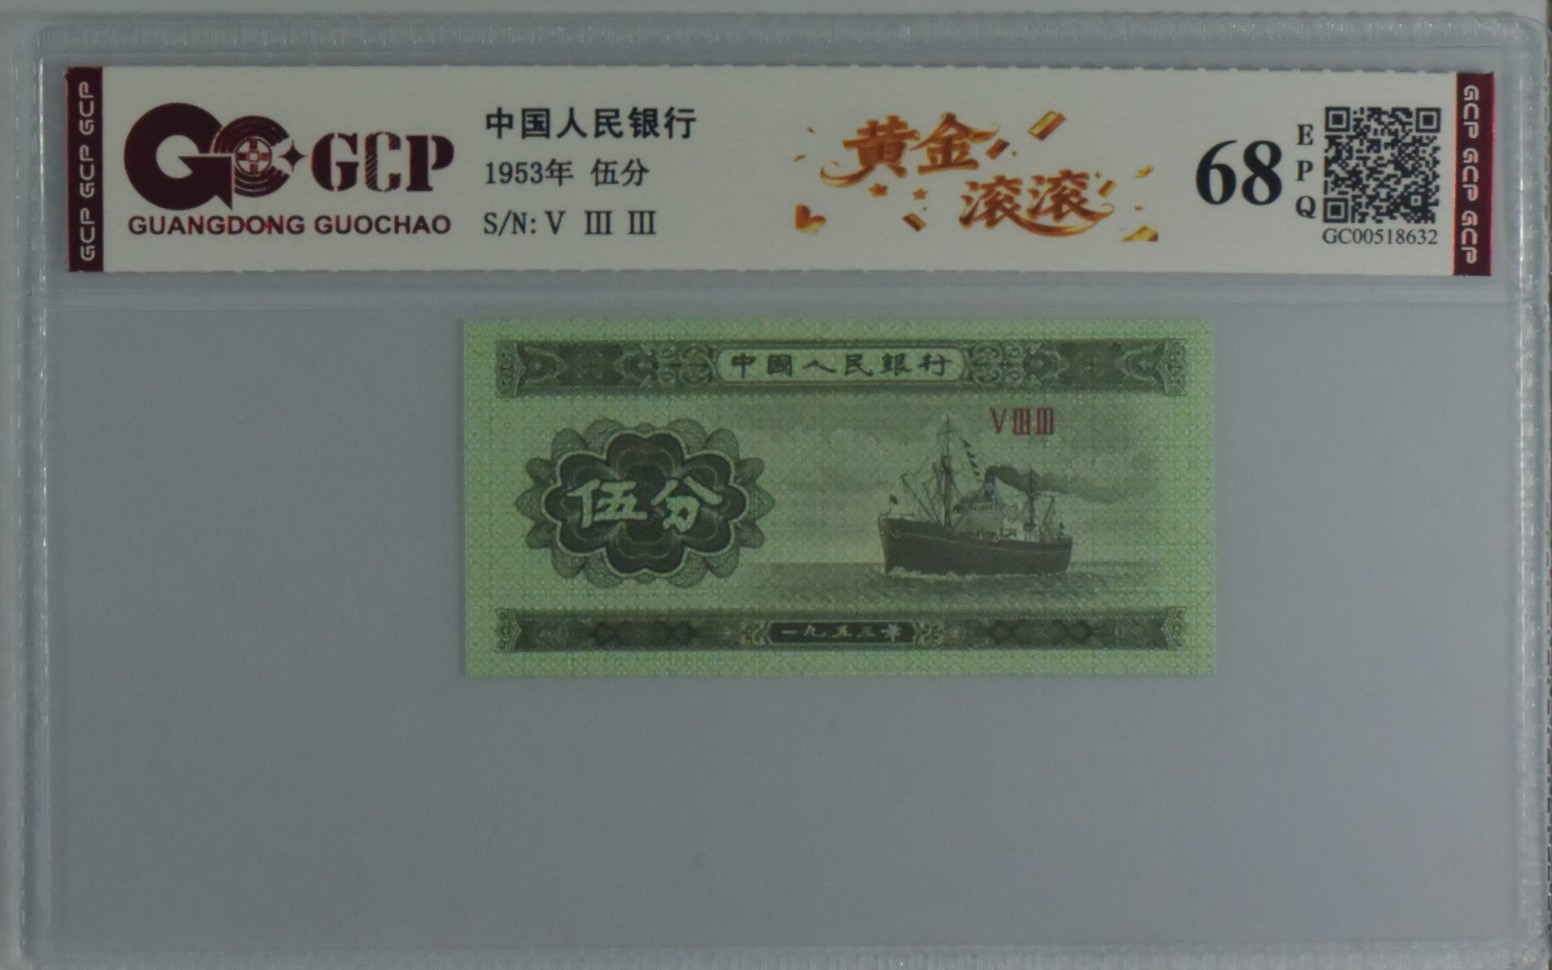 GCP GCP GCP
GCP
GUANGDONG GUOCHAO
中国人民银行
1953年 伍分
S/N: V Ⅲ Ⅲ
黄金
滚滚
68
EPQ
GC00518632
GCP GCP GCP
中國人民銀行
VⅢⅢ
伍分
一九五三年